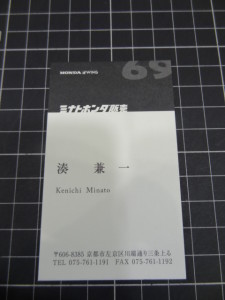 HONDA WING
69
ミナトホンダ販売
湊 兼一
Kenichi Minato
〒606-8385 京都市左京区川端通り三条上る
TEL 075-761-1191 FAX 075-761-1192